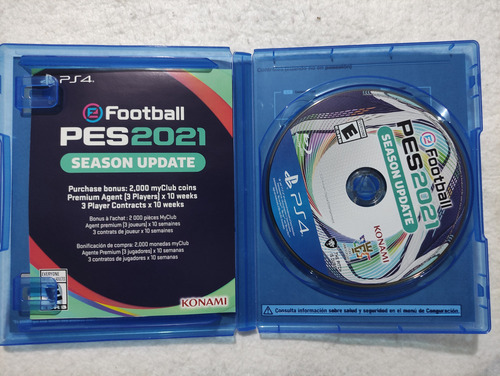 PS4
eFootball
PES2021
SEASON UPDATE
Purchase bonus: 2,000 myClub coins
Premium Agent [3 Players] x 10 weeks
3 Player Contracts x 10 weeks
Bonus à l'achat : 2 000 pièces MyClub
Agent premium [3 joueurs] x 10 semaines
3 contrats de joueur x 10 semaines
Bonificación de compra: 2,000 monedas myClub
Agente Premium [3 jugadores] x 10 semanas
3 contratos de jugadores x 10 semanas
EVERYONE
KONAMI
eFootball
PES2021
SEASON UPDATE
E
PS4
Consulta información sobre salud y seguridad en el menú de Configuración.